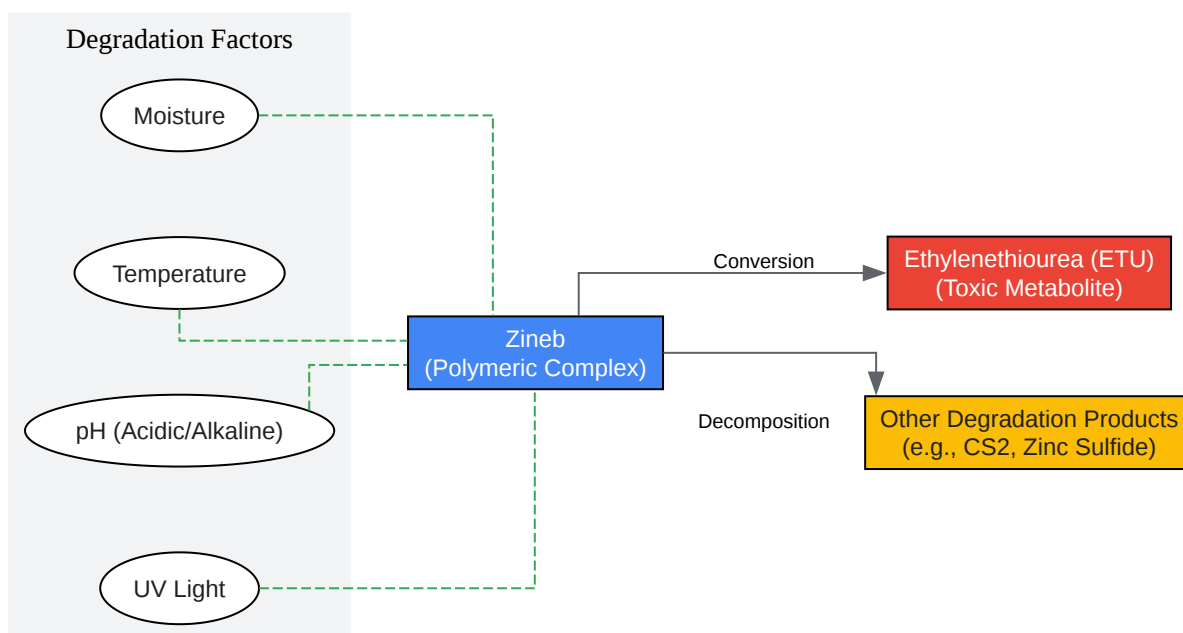 Degradation Factors
Moisture
Temperature
pH (Acidic/Alkaline)
UV Light
Zineb
(Polymeric Complex)
Conversion
Ethylenethiourea (ETU)
(Toxic Metabolite)
Decomposition
Other Degradation Products
(e.g., CS2, Zinc Sulfide)